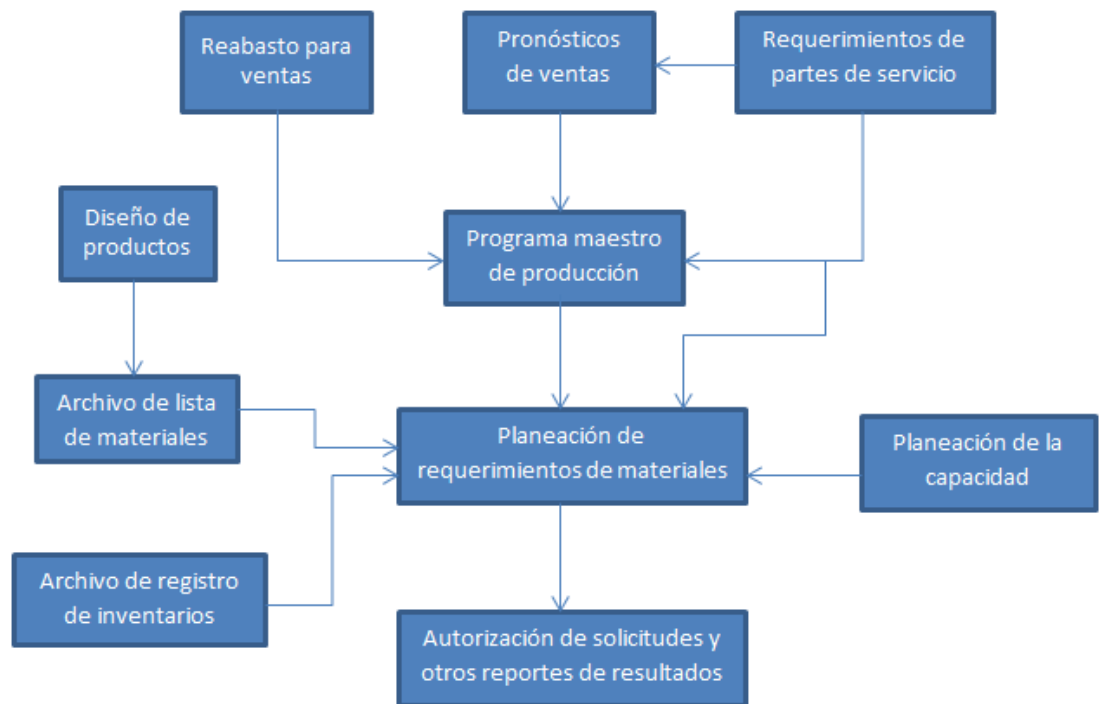 Reabasto para
ventas
Pronósticos
de ventas
Requerimientos de
partes de servicio
Diseño de
productos
Programa maestro
de producción
Archivo de lista
de materiales
Planeación de
requerimientos de materiales
Planeación de la
capacidad
Archivo de registro
de inventarios
Autorización de solicitudes y
otros reportes de resultados